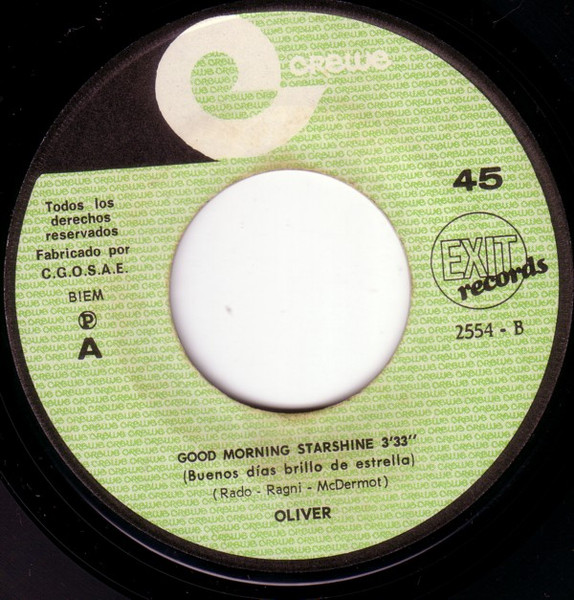 crewe
45
Todos los
derechos
reservados
Fabricado por
C.G.O.S.A.E.
BIEM
℗
A
EXIT
records
2554 - B
GOOD MORNING STARSHINE 3'33''
(Buenos días brillo de estrella)
(Rado - Ragni - McDermot)
OLIVER